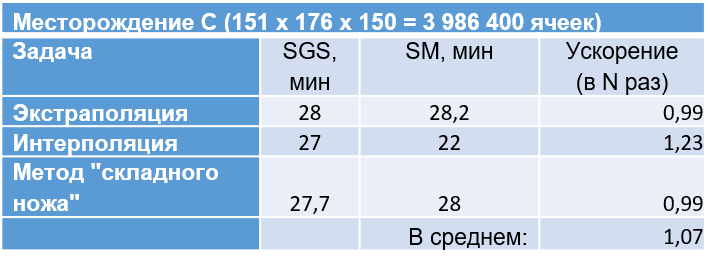 Месторождение С (151 x 176 x 150 = 3 986 400 ячеек)
Задача SGS, мин SM, мин Ускорение (в N раз)
Экстраполяция 28 28,2 0,99
Интерполяция 27 22 1,23
Метод "складного ножа" 27,7 28 0,99
В среднем: 1,07